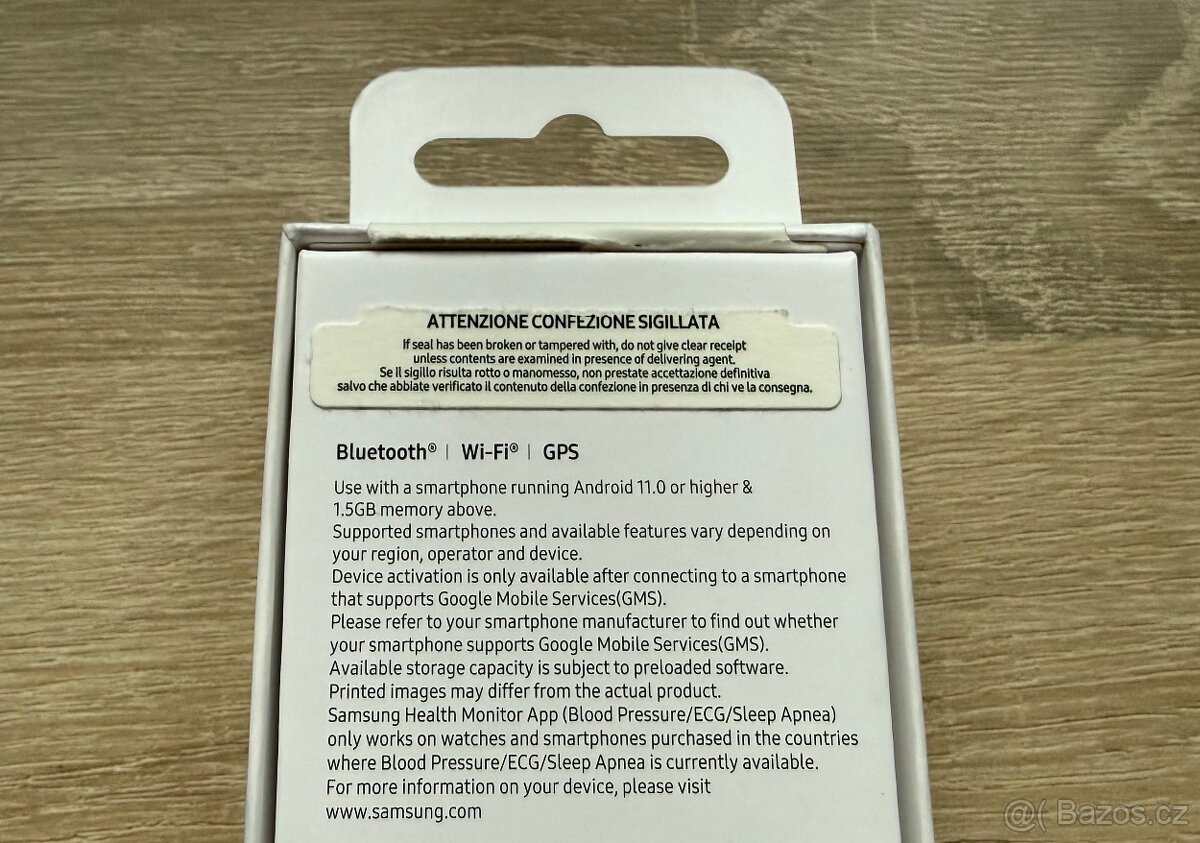 ATTENZIONE CONFEZIONE SIGILLATA
If seal has been broken or tampered with, do not give clear receipt
unless contents are examined in presence of delivering agent.
Se il sigillo risulta rotto o manomesso, non prestate accettazione definitiva
salvo che abbiate verificato il contenuto della confezione in presenza di chi ve la consegna.
Bluetooth® | Wi-Fi® | GPS
Use with a smartphone running Android 11.0 or higher &
1.5GB memory above.
Supported smartphones and available features vary depending on
your region, operator and device.
Device activation is only available after connecting to a smartphone
that supports Google Mobile Services(GMS).
Please refer to your smartphone manufacturer to find out whether
your smartphone supports Google Mobile Services(GMS).
Available storage capacity is subject to preloaded software.
Printed images may differ from the actual product.
Samsung Health Monitor App (Blood Pressure/ECG/Sleep Apnea)
only works on watches and smartphones purchased in the countries
where Blood Pressure/ECG/Sleep Apnea is currently available.
For more information on your device, please visit
www.samsung.com
@( Bazos.cz